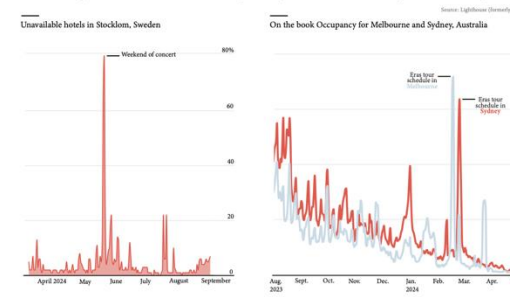 Source: Lighthouse (formerly
Unavailable hotels in Stocklom, Sweden
On the book Occupancy for Melbourne and Sydney, Australia
80%
Weekend of concert
60
40
20
0
April 2024 May June July August September
Eras tour
schedule in
Melbourne
Eras tour
schedule in
Sydney
Aug. Sept. Oct. Nov. Dec. Jan. Feb. Mar. Apr.
2023 2024